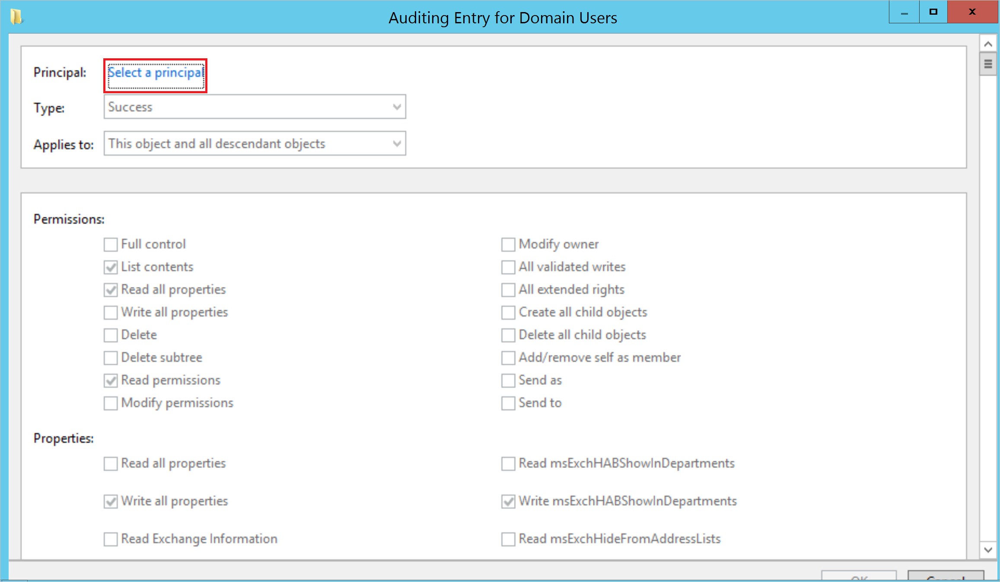 Auditing Entry for Domain Users
Principal: Select a principal
Type: Success
Applies to: This object and all descendant objects
Permissions:
Full control Modify owner
List contents All validated writes
Read all properties All extended rights
Write all properties Create all child objects
Delete Delete all child objects
Delete subtree Add/remove self as member
Read permissions Send as
Modify permissions Send to
Properties:
Read all properties Read msExchHABShowInDepartments
Write all properties Write msExchHABShowInDepartments
Read Exchange Information Read msExchHideFromAddressLists
OK Cancel